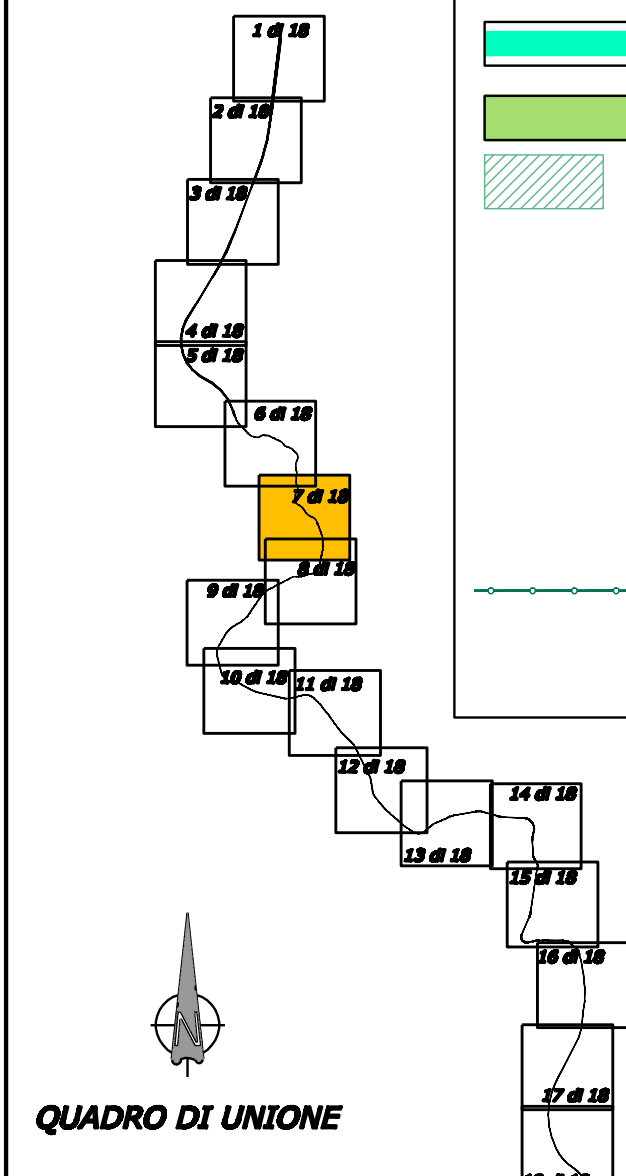 1 di 18
2 di 18
3 di 18
4 di 18
5 di 18
6 di 18
7 di 18
8 di 18
9 di 18
10 di 18
11 di 18
12 di 18
13 di 18
14 di 18
15 di 18
16 di 18
17 di 18
N
QUADRO DI UNIONE